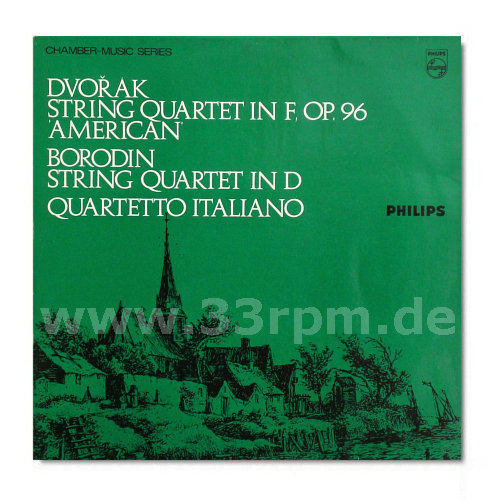 CHAMBER-MUSIC SERIES
PHILIPS
DVOŘAK
STRING QUARTET IN F, OP. 96
'AMERICAN'
BORODIN
STRING QUARTET IN D
QUARTETTO ITALIANO
PHILIPS
www.33rpm.de